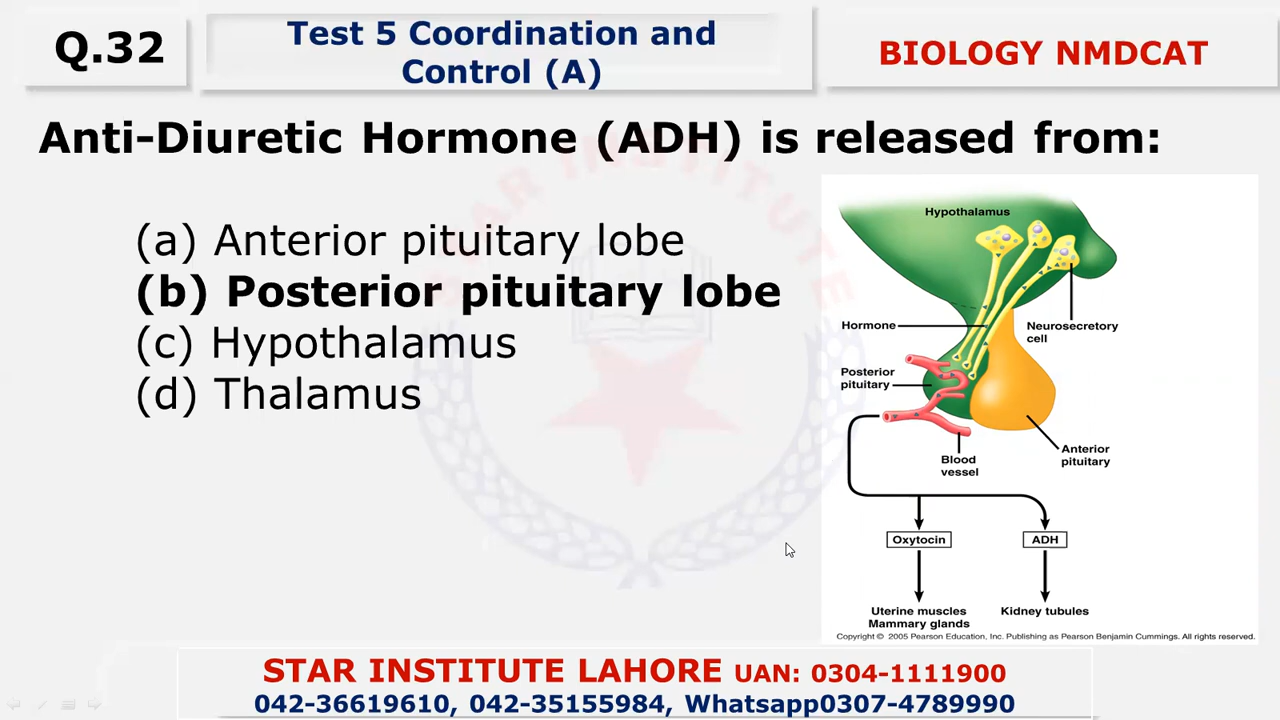 Q.32
Test 5 Coordination and
Control (A)
BIOLOGY NMDCAT
Anti-Diuretic Hormone (ADH) is released from:
(a) Anterior pituitary lobe
(b) Posterior pituitary lobe
(c) Hypothalamus
(d) Thalamus
Hypothalamus
Hormone
Neurosecretory
cell
Posterior
pituitary
Anterior
pituitary
Blood
vessel
Oxytocin
ADH
Uterine muscles
Mammary glands
Kidney tubules
Copyright © 2005 Pearson Education, Inc. Publishing as Pearson Benjamin Cummings. All rights reserved.
STAR INSTITUTE
STAR INSTITUTE LAHORE UAN: 0304-1111900
042-36619610, 042-35155984, Whatsapp0307-4789990